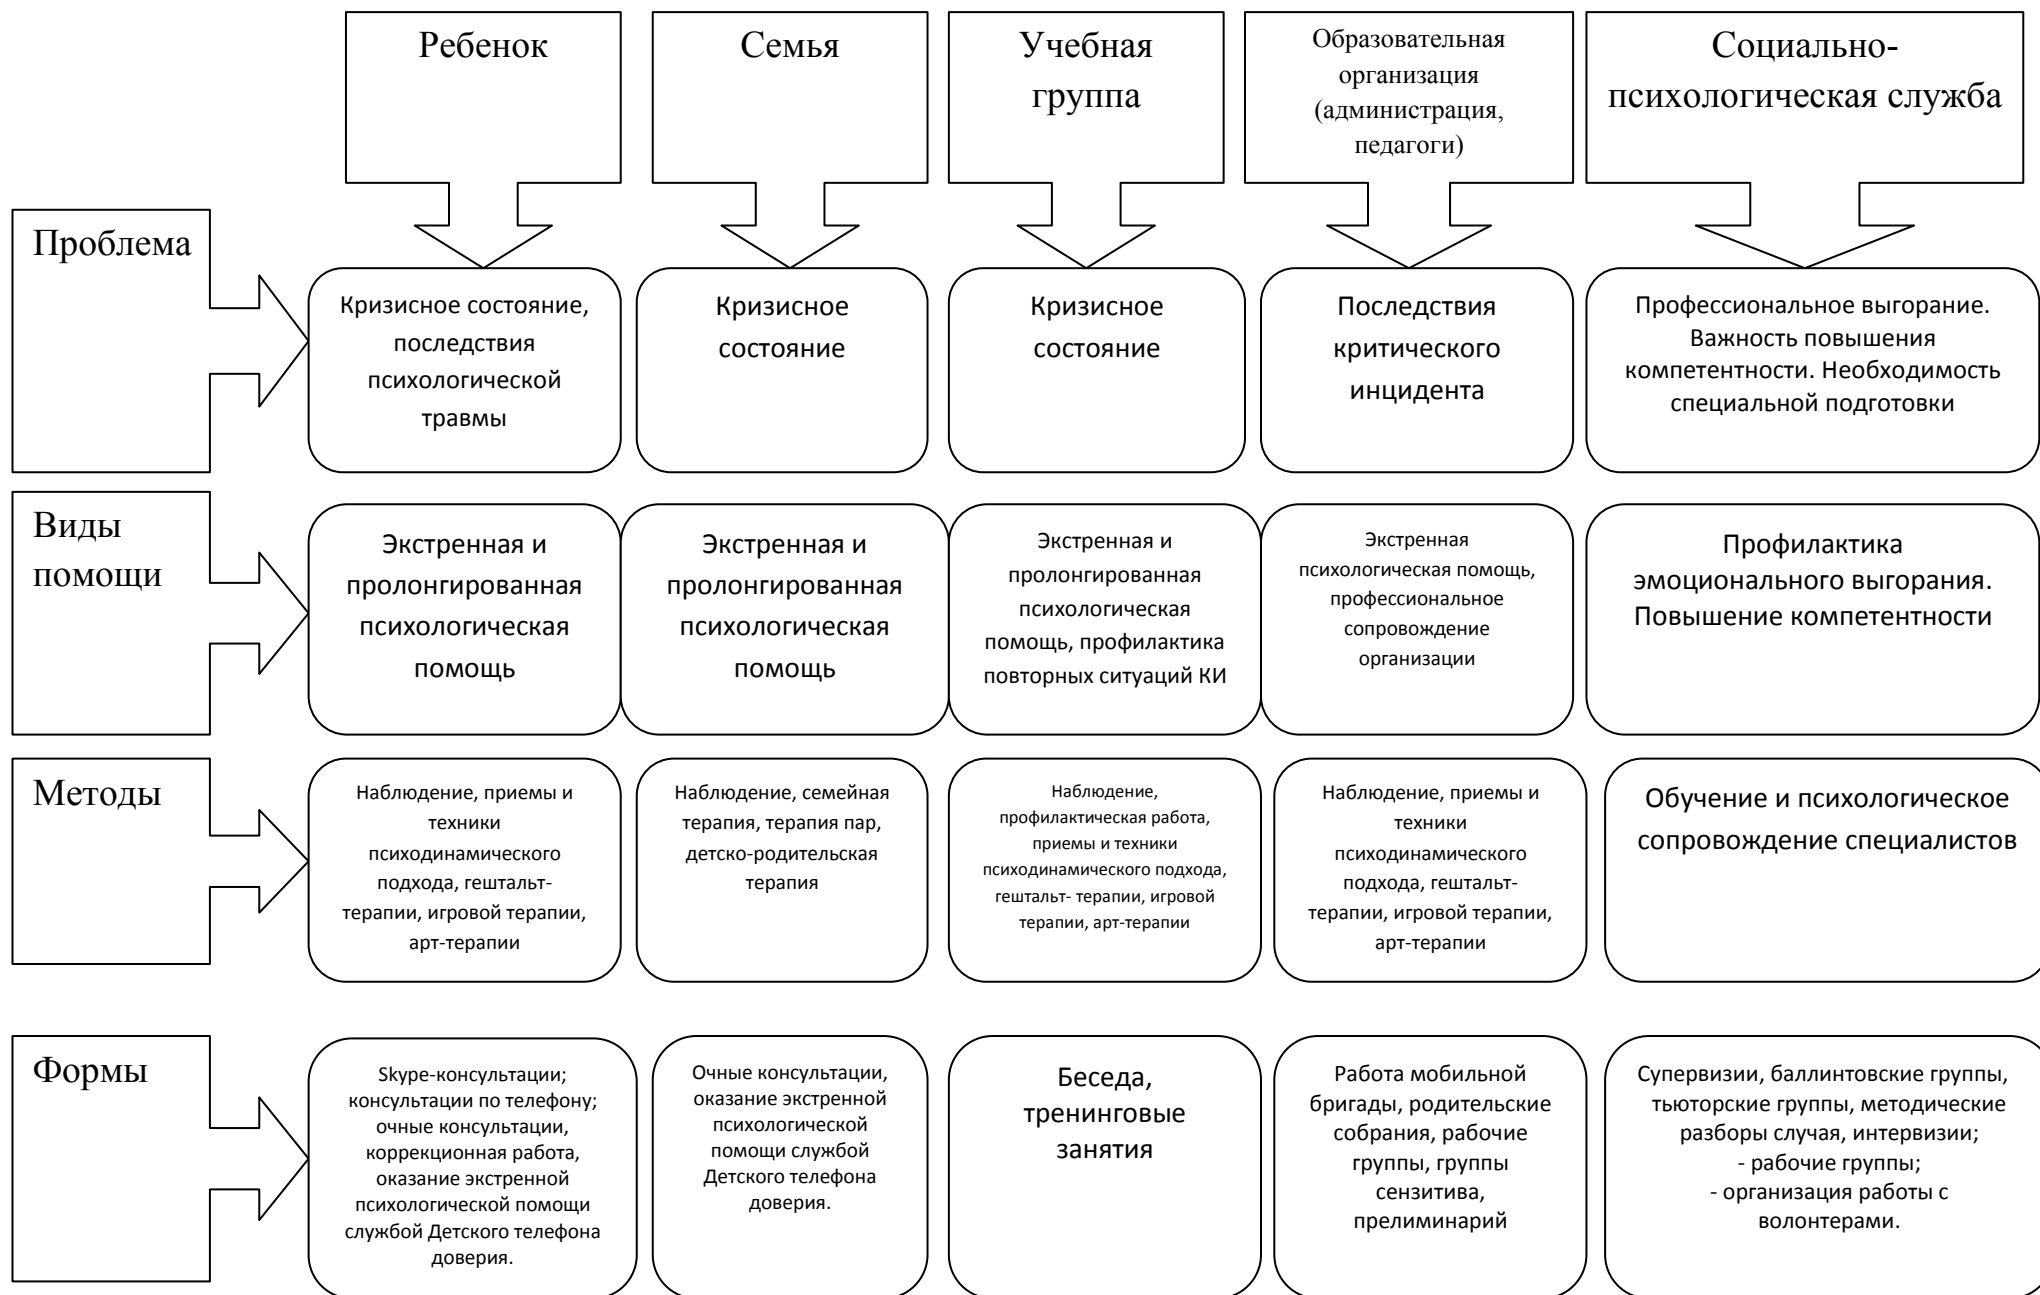 Ребенок
Семья
Учебная
группа
Образовательная
организация
(администрация,
педагоги)
Социально-
психологическая служба
Проблема
Кризисное состояние,
последствия
психологической
травмы
Кризисное
состояние
Кризисное
состояние
Последствия
критического
инцидента
Профессиональное выгорание.
Важность повышения
компетентности. Необходимость
специальной подготовки
Виды
помощи
Экстренная и
пролонгированная
психологическая
помощь
Экстренная и
пролонгированная
психологическая
помощь
Экстренная и
пролонгированная
психологическая
помощь, профилактика
повторных ситуаций КИ
Экстренная
психологическая помощь,
профессиональное
сопровождение
организации
Профилактика
эмоционального выгорания.
Повышение компетентности
Методы
Наблюдение, приемы и
техники
психодинамического
подхода, гештальт-
терапии, игровой терапии,
арт-терапии
Наблюдение, семейная
терапия, терапия пар,
детско-родительская
терапия
Наблюдение,
профилактическая работа,
приемы и техники
психодинамического подхода,
гештальт- терапии, игровой
терапии, арт-терапии
Наблюдение, приемы и
техники
психодинамического
подхода, гештальт-
терапии, игровой терапии,
арт-терапии
Обучение и психологическое
сопровождение специалистов
Формы
Skype-консультации;
консультации по телефону;
очные консультации,
коррекционная работа,
оказание экстренной
психологической помощи
службой Детского телефона
доверия.
Очные консультации,
оказание экстренной
психологической
помощи службой
Детского телефона
доверия.
Беседа,
тренинговые
занятия
Работа мобильной
бригады, родительские
собрания, рабочие
группы, группы
сензитива,
прелиминарий
Супервизии, баллинтовские группы,
тьюторские группы, методические
разборы случая, интервизии;
- рабочие группы;
- организация работы с
волонтерами.